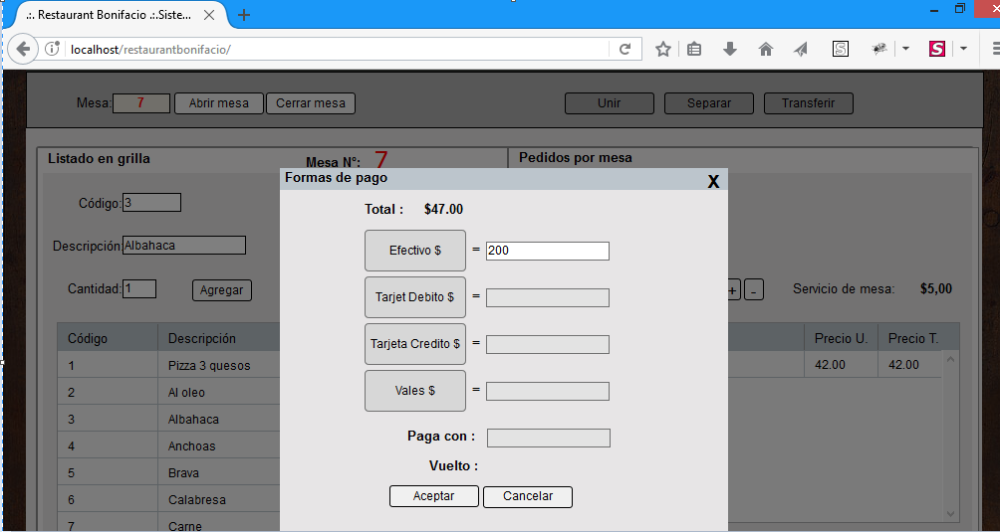 .:. Restaurant Bonifacio .:.Siste...
localhost/restaurantbonifacio/
Mesa: 7 Abrir mesa Cerrar mesa Unir Separar Transferir
Listado en grilla
Mesa N°: 7
Pedidos por mesa
Formas de pago X
Total : $47.00
Código: 3
Efectivo $ = 200
Descripción: Albahaca
Cantidad: 1 Agregar
Tarjet Debito $ =
+ - Servicio de mesa: $5,00
Tarjeta Credito $ =
Código Descripción Precio U. Precio T.
1 Pizza 3 quesos 42.00 42.00
2 Al oleo
Vales $ =
3 Albahaca
4 Anchoas
Paga con :
5 Brava
Vuelto :
6 Calabresa
Aceptar Cancelar
7 Carne